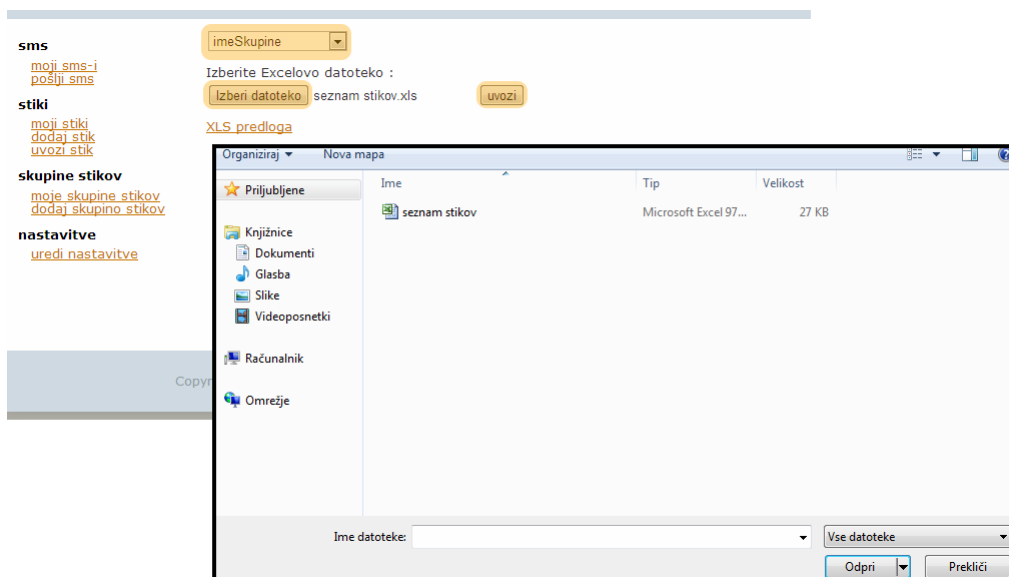 sms
moji sms-i
pošlji sms
stiki
moji stiki
dodaj stik
uvozi stik
skupine stikov
moje skupine stikov
dodaj skupino stikov
nastavitve
uredi nastavitve
imeSkupine
Izberite Excelovo datoteko :
Izberi datoteko seznam stikov.xls uvozi
XLS predloga
Organiziraj Nova mapa
Priljubljene
Knjižnice
Dokumenti
Glasba
Slike
Videoposnetki
Računalnik
Omrežje
Ime Tip Velikost
seznam stikov Microsoft Excel 97... 27 KB
Ime datoteke: Vse datoteke
Odpri Prekliči